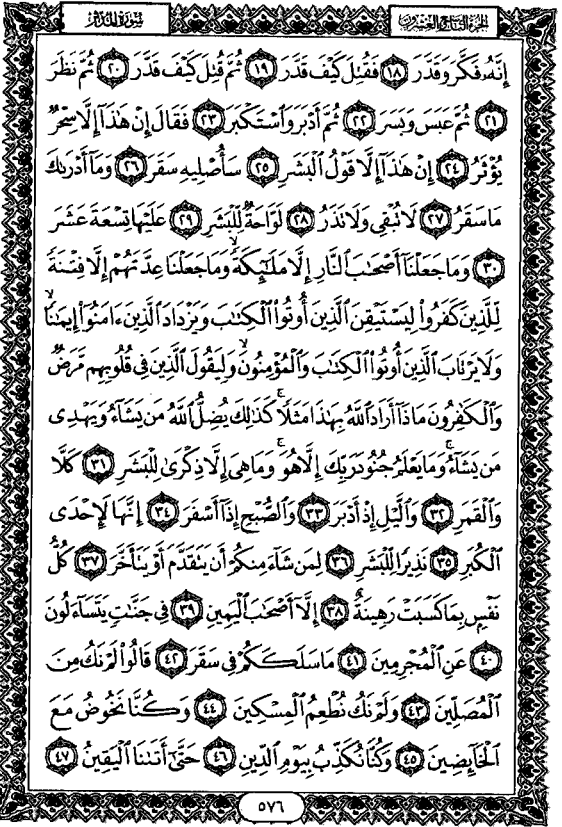 الجزء التاسع والعشرون
سورة المدثر
إِنَّهُۥ فَكَّرَ وَقَدَّرَ ١٨ فَقُتِلَ كَيْفَ قَدَّرَ ١٩ ثُمَّ قُتِلَ كَيْفَ قَدَّرَ ٢٠ ثُمَّ نَظَرَ
٢١ ثُمَّ عَبَسَ وَبَسَرَ ٢٢ ثُمَّ أَدْبَرَ وَٱسْتَكْبَرَ ٢٣ فَقَالَ إِنْ هَٰذَآ إِلَّا سِحْرٌ
يُؤْثَرُ ٢٤ إِنْ هَٰذَآ إِلَّا قَوْلُ ٱلْبَشَرِ ٢٥ سَأُصْلِيهِ سَقَرَ ٢٦ وَمَآ أَدْرَىٰكَ
مَا سَقَرُ ٢٧ لَا تُبْقِى وَلَا تَذَرُ ٢٨ لَوَّاحَةٌ لِّلْبَشَرِ ٢٩ عَلَيْهَا تِسْعَةَ عَشَرَ
٣٠ وَمَا جَعَلْنَآ أَصْحَٰبَ ٱلنَّارِ إِلَّا مَلَٰٓئِكَةً ۙ وَمَا جَعَلْنَا عِدَّتَهُمْ إِلَّا فِتْنَةً
لِّلَّذِينَ كَفَرُوا۟ لِيَسْتَيْقِنَ ٱلَّذِينَ أُوتُوا۟ ٱلْكِتَٰبَ وَيَزْدَادَ ٱلَّذِينَ ءَامَنُوٓا۟ إِيمَٰنًا ۙ
وَلَا يَرْتَابَ ٱلَّذِينَ أُوتُوا۟ ٱلْكِتَٰبَ وَٱلْمُؤْمِنُونَ ۙ وَلِيَقُولَ ٱلَّذِينَ فِى قُلُوبِهِم مَّرَضٌ
وَٱلْكَٰفِرُونَ مَاذَآ أَرَادَ ٱللَّهُ بِهَٰذَا مَثَلًا ۚ كَذَٰلِكَ يُضِلُّ ٱللَّهُ مَن يَشَآءُ وَيَهْدِى
مَن يَشَآءُ ۚ وَمَا يَعْلَمُ جُنُودَ رَبِّكَ إِلَّا هُوَ ۚ وَمَا هِىَ إِلَّا ذِكْرَىٰ لِلْبَشَرِ ٣١ كَلَّا
وَٱلْقَمَرِ ٣٢ وَٱلَّيْلِ إِذْ أَدْبَرَ ٣٣ وَٱلصُّبْحِ إِذَآ أَسْفَرَ ٣٤ إِنَّهَا لَإِحْدَى
ٱلْكُبَرِ ٣٥ نَذِيرًا لِّلْبَشَرِ ٣٦ لِمَن شَآءَ مِنكُمْ أَن يَتَقَدَّمَ أَوْ يَتَأَخَّرَ ٣٧ كُلُّ
نَفْسٍۭ بِمَا كَسَبَتْ رَهِينَةٌ ٣٨ إِلَّآ أَصْحَٰبَ ٱلْيَمِينِ ٣٩ فِى جَنَّٰتٍ يَتَسَآءَلُونَ
٤٠ عَنِ ٱلْمُجْرِمِينَ ٤١ مَا سَلَكَكُمْ فِى سَقَرَ ٤٢ قَالُوا۟ لَمْ نَكُ مِنَ
ٱلْمُصَلِّينَ ٤٣ وَلَمْ نَكُ نُطْعِمُ ٱلْمِسْكِينَ ٤٤ وَكُنَّا نَخُوضُ مَعَ
ٱلْخَآئِضِينَ ٤٥ وَكُنَّا نُكَذِّبُ بِيَوْمِ ٱلدِّينِ ٤٦ حَتَّىٰٓ أَتَىٰنَا ٱلْيَقِينُ ٤٧
٥٧٦